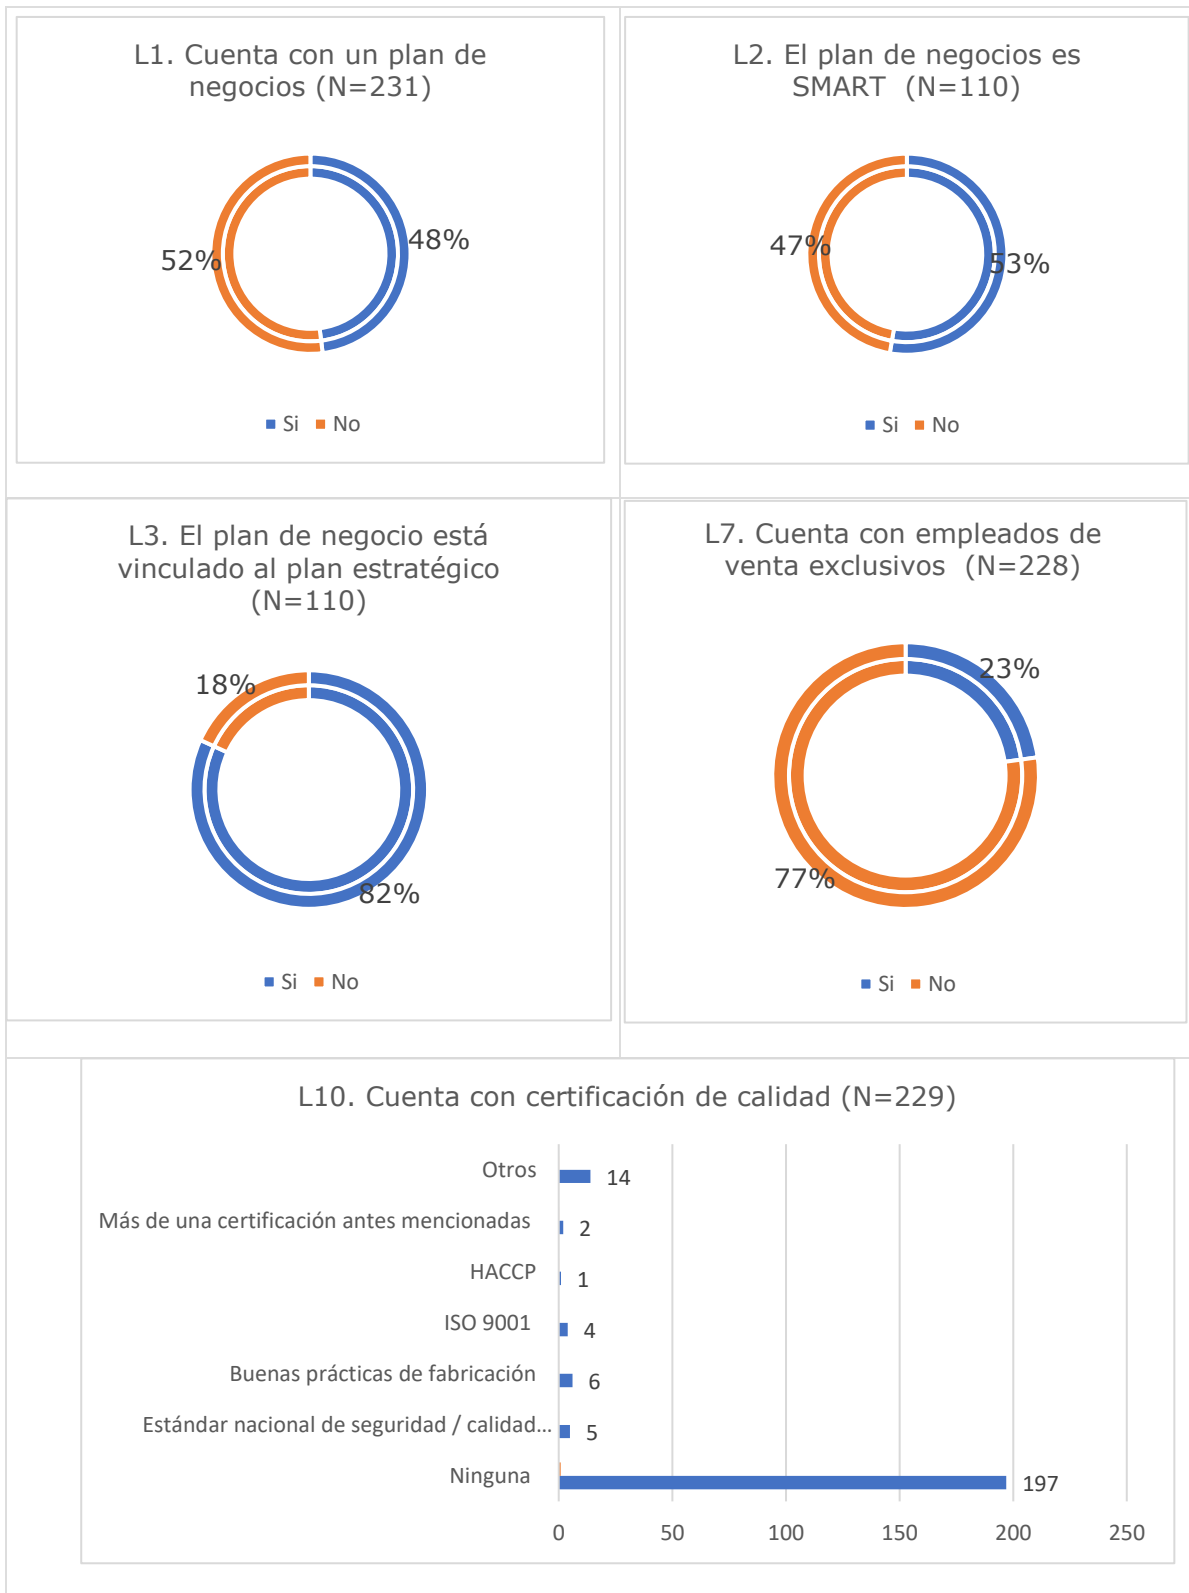 L1. Cuenta con un plan de
negocios (N=231)
52%
48%
Si No
L2. El plan de negocios es
SMART (N=110)
47%
53%
Si No
L3. El plan de negocio está
vinculado al plan estratégico
(N=110)
18%
82%
Si No
L7. Cuenta con empleados de
venta exclusivos (N=228)
23%
77%
Si No
L10. Cuenta con certificación de calidad (N=229)
Otros 14
Más de una certificación antes mencionadas 2
HACCP 1
ISO 9001 4
Buenas prácticas de fabricación 6
Estándar nacional de seguridad / calidad... 5
Ninguna 197
0 50 100 150 200 250